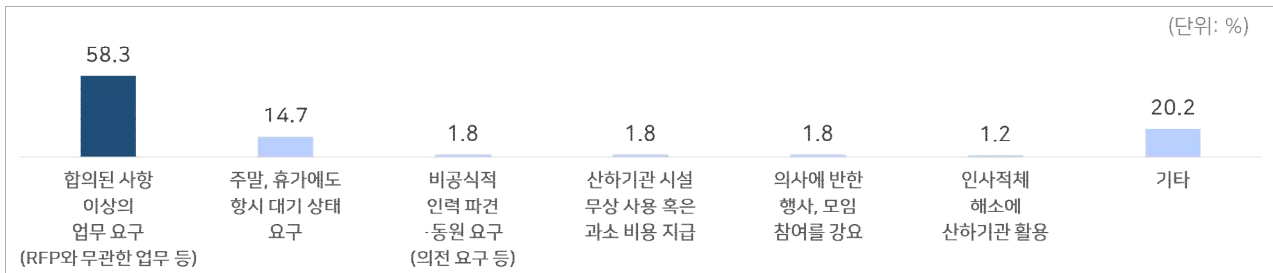 (단위: %)
58.3
14.7
1.8
1.8
1.8
1.2
20.2
합의된 사항
이상의
업무 요구
(RFP와 무관한 업무 등)
주말, 휴가에도
항시 대기 상태
요구
비공식적
인력 파견
·동원 요구
(의전 요구 등)
산하기관 시설
무상 사용 혹은
과소 비용 지급
의사에 반한
행사, 모임
참여를 강요
인사적체
해소에
산하기관 활용
기타